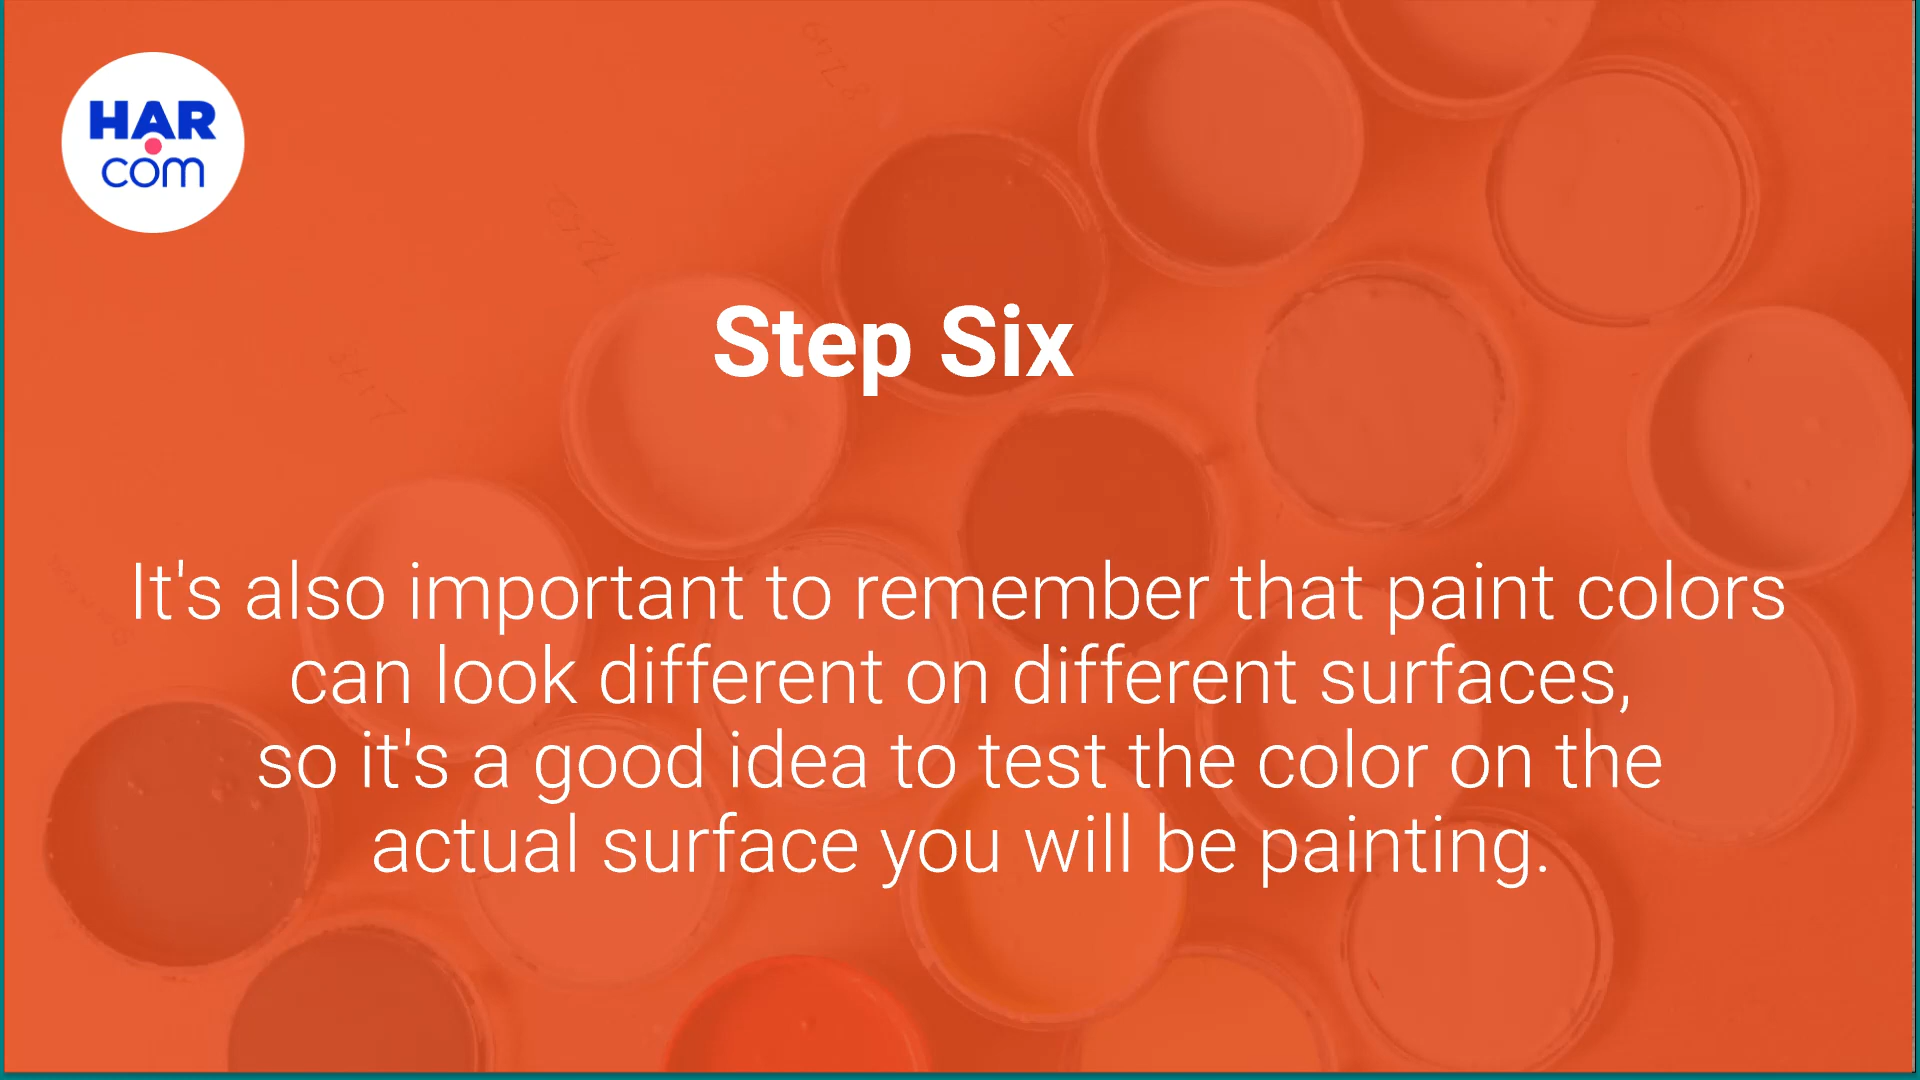 HAR
com
Step Six
It's also important to remember that paint colors
can look different on different surfaces,
so it's a good idea to test the color on the
actual surface you will be painting.